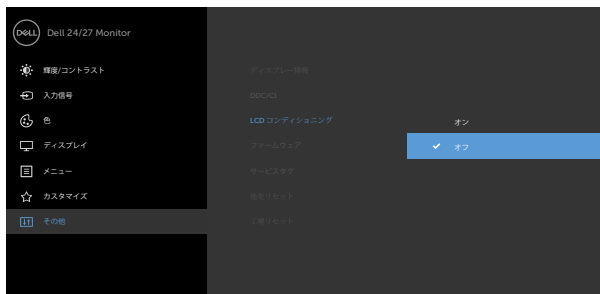 DELL
Dell 24/27 Monitor
輝度/コントラスト
入力信号
色
ディスプレイ
メニュー
カスタマイズ
その他
ディスプレー情報
DDC/CI
LCD コンディショニング
ファームウェア
サービスタグ
他をリセット
工場リセット
オン
オフ